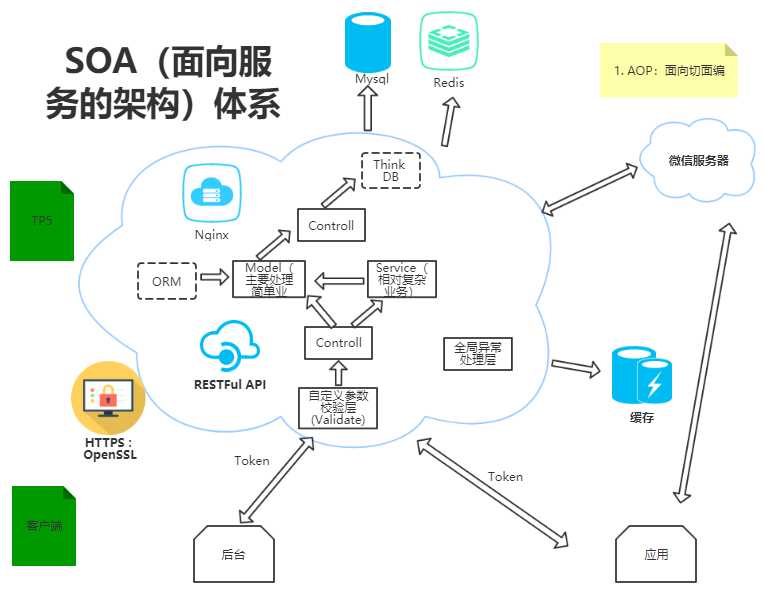 SOA（面向服
务的架构）体系
Mysql
Redis
1. AOP：面向切面编
微信服务器
Think
DB
TP5
Nginx
Controll
ORM
Model（
主要处理
简单业
Service（
相对复杂
业务）
Controll
全局异常
处理层
RESTFul API
自定义参数
校验层
(Validate)
缓存
HTTPS：
OpenSSL
Token
Token
客户端
后台
应用